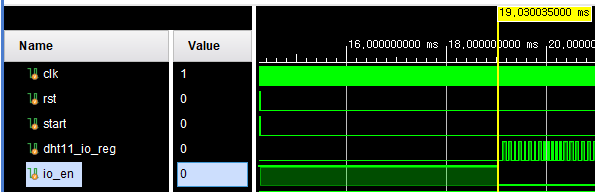 19,030035000 ms
Name Value
16,000000000 ms 18,000000000 ms 20,00000
clk 1
rst 0
start 0
dht11_io_reg 0
io_en 0